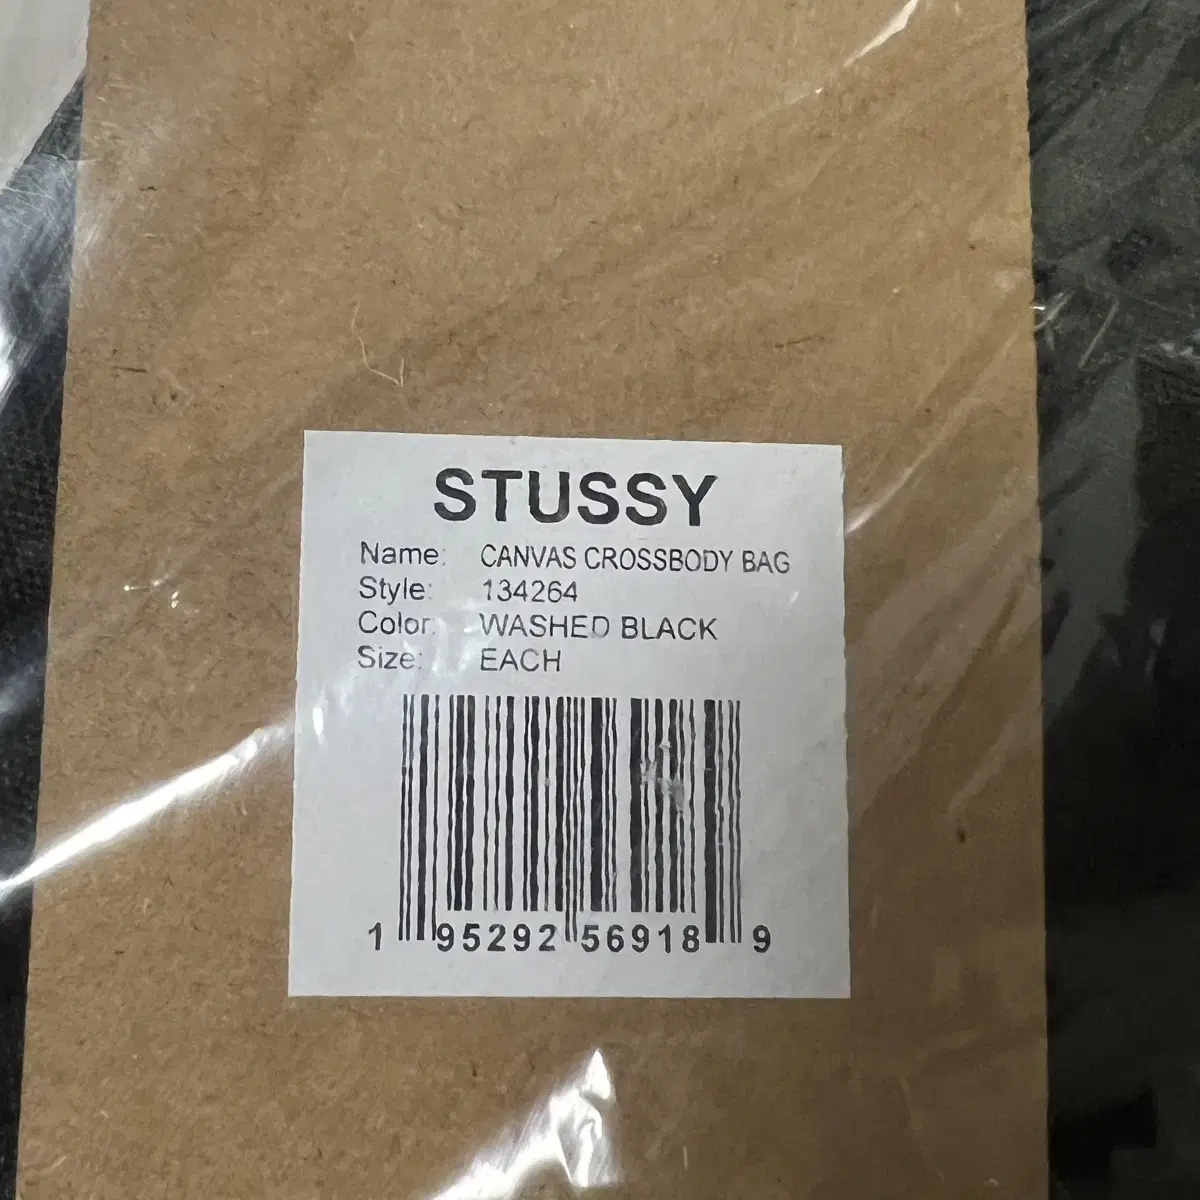 STUSSY
Name: CANVAS CROSSBODY BAG
Style: 134264
Color: WASHED BLACK
Size: EACH
1 95292 56918 9